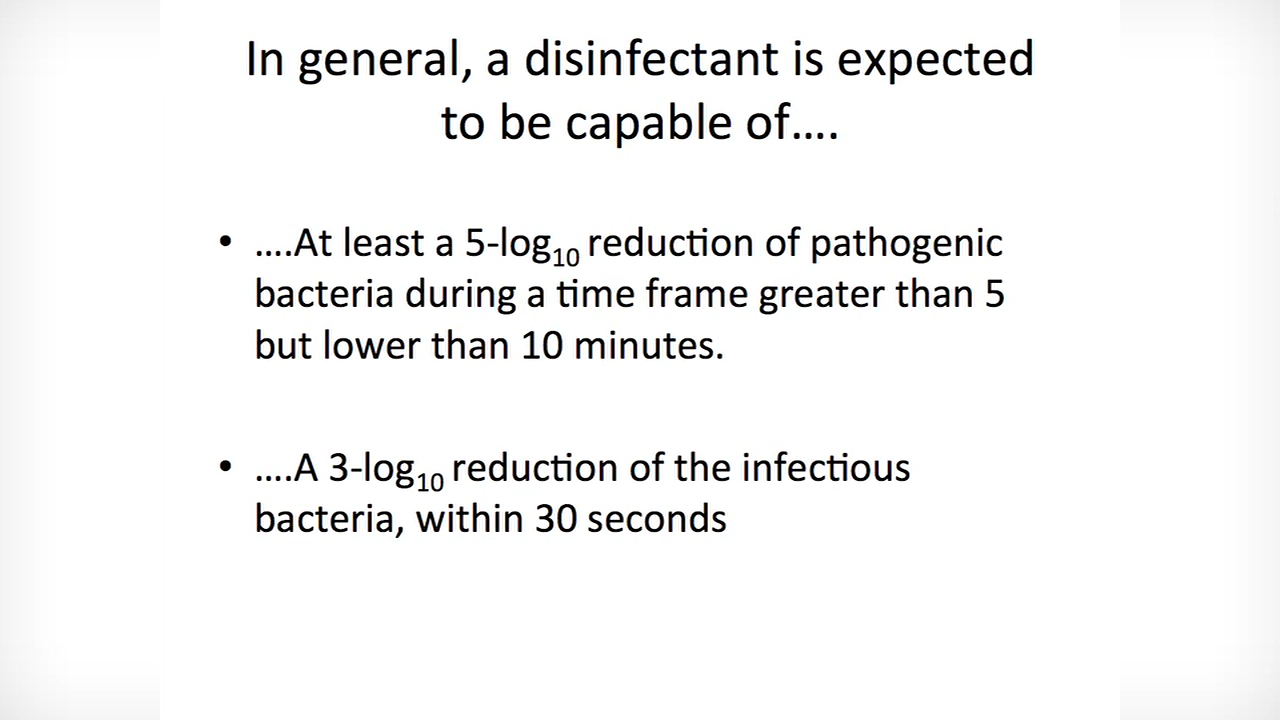 In general, a disinfectant is expected
to be capable of....
• ....At least a 5-log₁₀ reduction of pathogenic
bacteria during a time frame greater than 5
but lower than 10 minutes.
• ....A 3-log₁₀ reduction of the infectious
bacteria, within 30 seconds